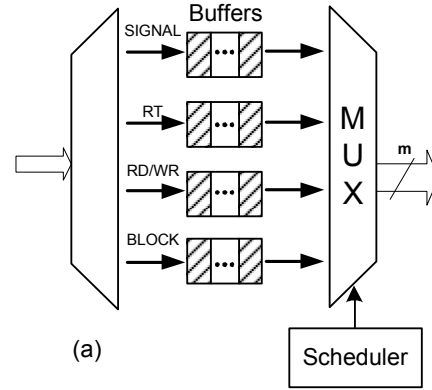 Buffers
SIGNAL
•••
RT
•••
M
U
X
m
RD/WR
•••
BLOCK
•••
(a)
Scheduler